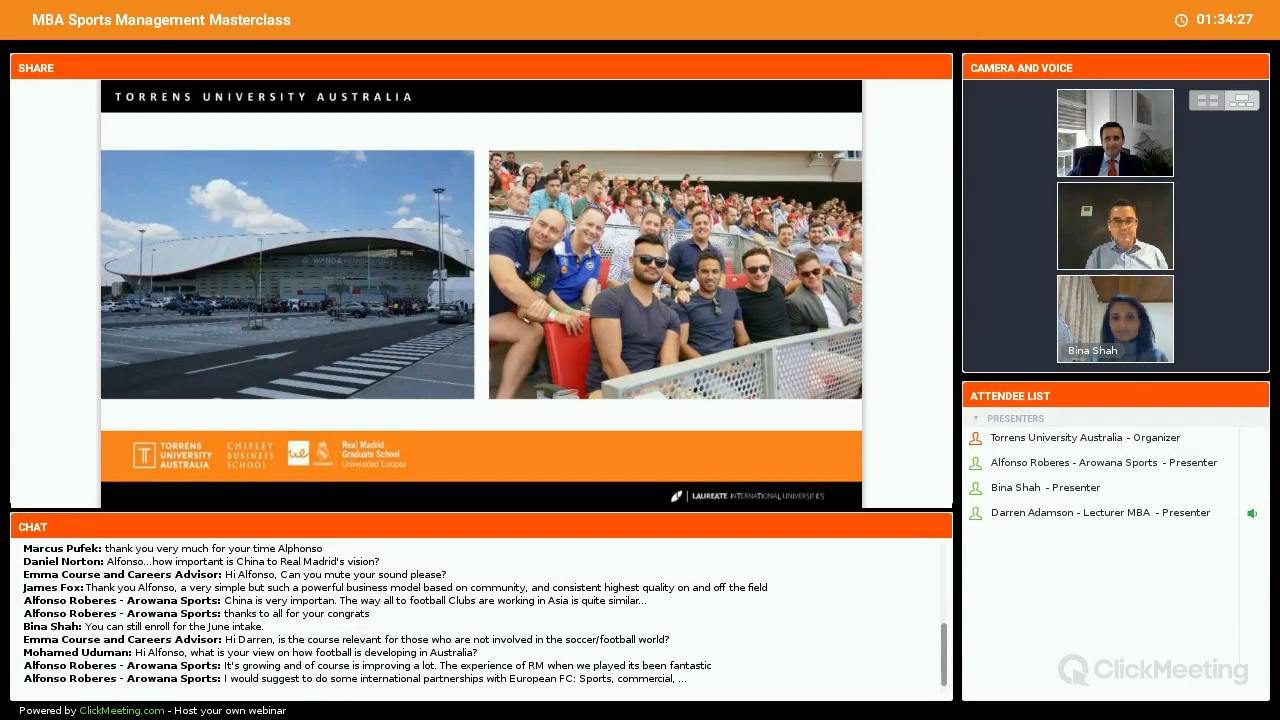 MBA Sports Management Masterclass
01:34:27
SHARE
TORRENS UNIVERSITY AUSTRALIA
WANDA
TORRENS
UNIVERSITY
AUSTRALIA
CHIFLEY
BUSINESS
SCHOOL
ue
Real Madrid
Graduate School
Universidad Europea
LAUREATE INTERNATIONAL UNIVERSITIES
CHAT
Marcus Pufek: thank you very much for your time Alphonso
Daniel Norton: Alfonso...how important is China to Real Madrid's vision?
Emma Course and Careers Advisor: Hi Alfonso, Can you mute your sound please?
James Fox: Thank you Alfonso, a very simple but such a powerful business model based on community, and consistent highest quality on and off the field
Alfonso Roberes - Arowana Sports: China is very importan. The way all to football Clubs are working in Asia is quite similar...
Alfonso Roberes - Arowana Sports: thanks to all for your congrats
Bina Shah: You can still enroll for the June intake.
Emma Course and Careers Advisor: Hi Darren, is the course relevant for those who are not involved in the soccer/football world?
Mohamed Uduman: Hi Alfonso, what is your view on how football is developing in Australia?
Alfonso Roberes - Arowana Sports: It's growing and of course is improving a lot. The experience of RM when we played its been fantastic
Alfonso Roberes - Arowana Sports: I would suggest to do some international partnerships with European FC: Sports, commercial, ...
CAMERA AND VOICE
Bina Shah
ATTENDEE LIST
PRESENTERS
Torrens University Australia - Organizer
Alfonso Roberes - Arowana Sports - Presenter
Bina Shah - Presenter
Darren Adamson - Lecturer MBA - Presenter
ClickMeeting
Powered by ClickMeeting.com - Host your own webinar